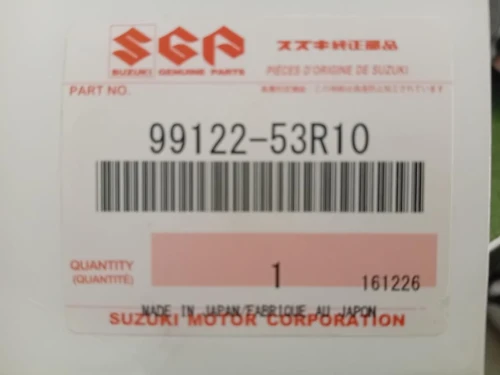 SGP スズキ純正部品
SUZUKI GENUINE PARTS PIÈCES D'ORIGINE DE SUZUKI
PART NO.
99122-53R10
QUANTITY
(QUANTITÉ)
1
161226
MADE IN JAPAN/FABRIQUE AU JAPON
SUZUKI MOTOR CORPORATION